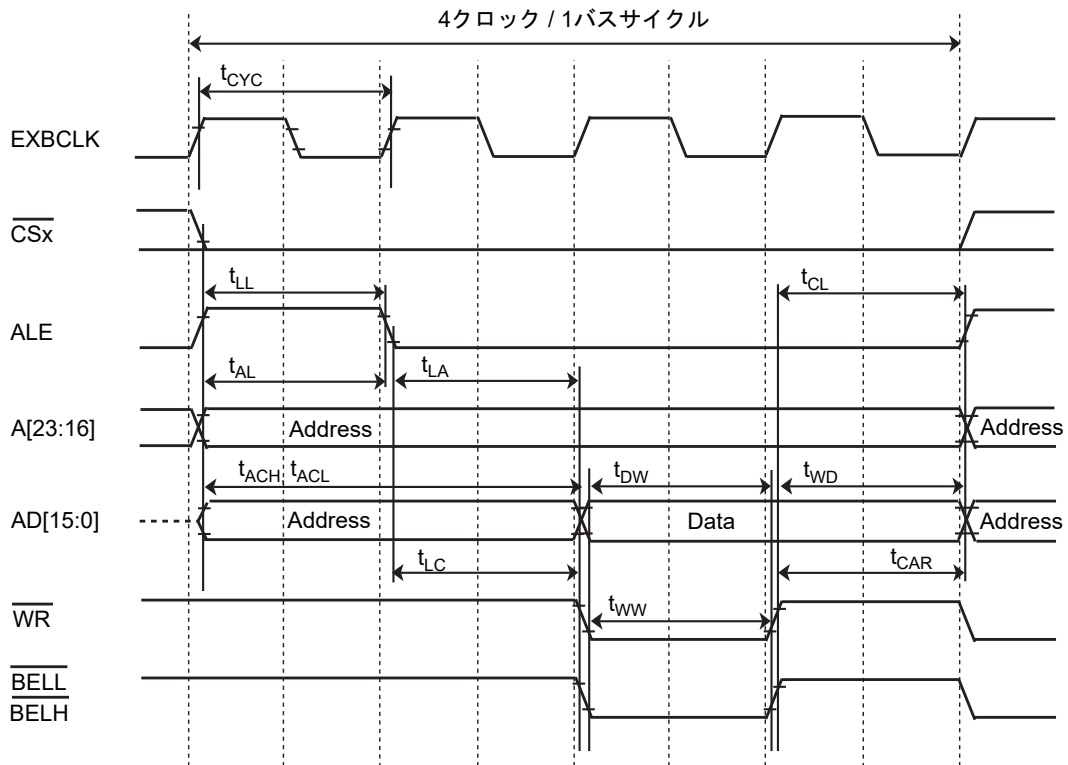 4クロック / 1バスサイクル
tCYC
EXBCLK
CSx
tLL
tCL
ALE
tAL
tLA
A[23:16]
Address
Address
tACH, tACL
tDW
tWD
AD[15:0]
Address
Data
Address
tLC
tCAR
WR
tWW
BELL
BELH